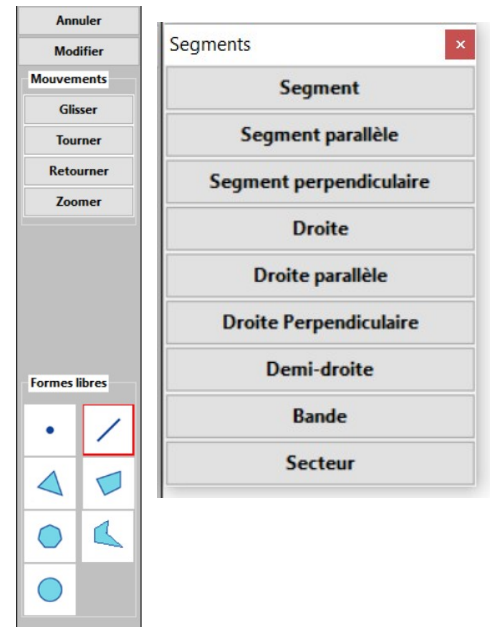 Annuler
Modifier
Mouvements
Glisser
Tourner
Retourner
Zoomer
Formes libres
Segments
Segment
Segment parallèle
Segment perpendiculaire
Droite
Droite parallèle
Droite Perpendiculaire
Demi-droite
Bande
Secteur